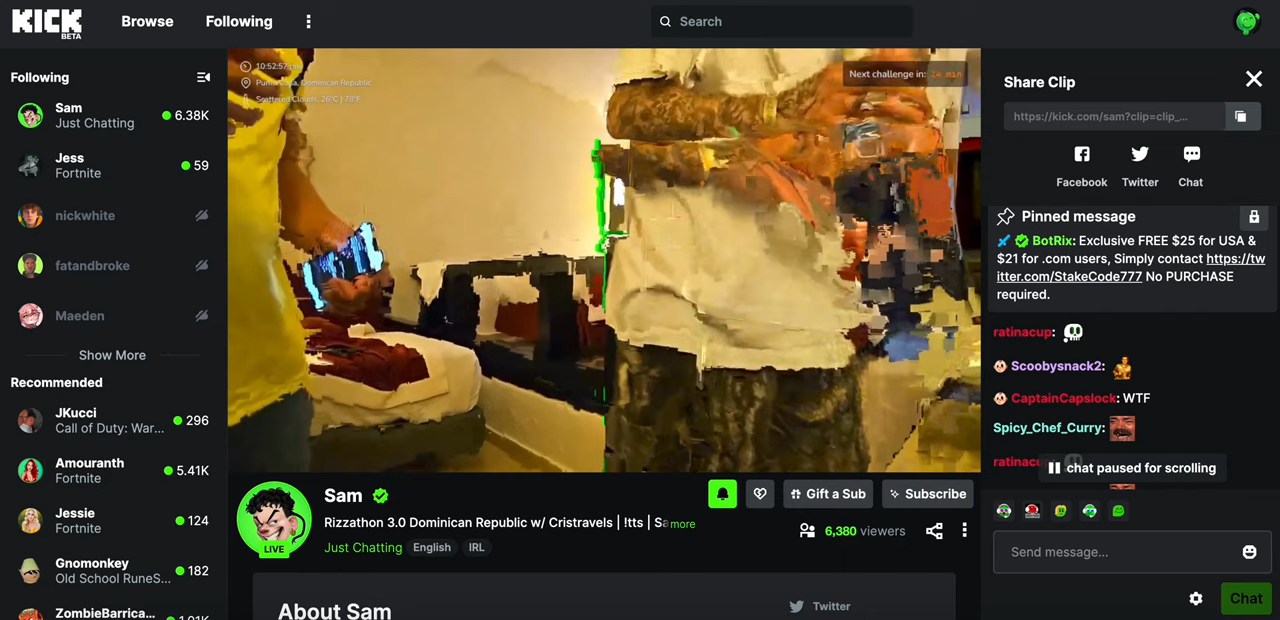 KICK
BETA
Browse
Following
Search
Following
Sam
Just Chatting
6.38K
Jess
Fortnite
59
nickwhite
fatandbroke
Maeden
Show More
Recommended
JKucci
Call of Duty: War...
296
Amouranth
Fortnite
5.41K
Jessie
Fortnite
124
Gnomonkey
Old School RuneS...
182
ZombieBarrica...
1.01K
10:52:57
Dominican Republic
Scattered Clouds, 26°C | 78°F
Next challenge in: 24 min
LIVE
Sam
Rizzathon 3.0 Dominican Republic w/ Cristravels | !tts | Sa more
Just Chatting
English
IRL
Gift a Sub
Subscribe
6,380 viewers
About Sam
Twitter
Share Clip
https://kick.com/sam?clip=clip_...
Facebook
Twitter
Chat
Pinned message
BotRix: Exclusive FREE $25 for USA &
$21 for .com users, Simply contact https://tw
itter.com/StakeCode777 No PURCHASE
required.
ratinacup:
Scoobysnack2:
CaptainCapslock: WTF
Spicy_Chef_Curry:
chat paused for scrolling
Send message...
Chat